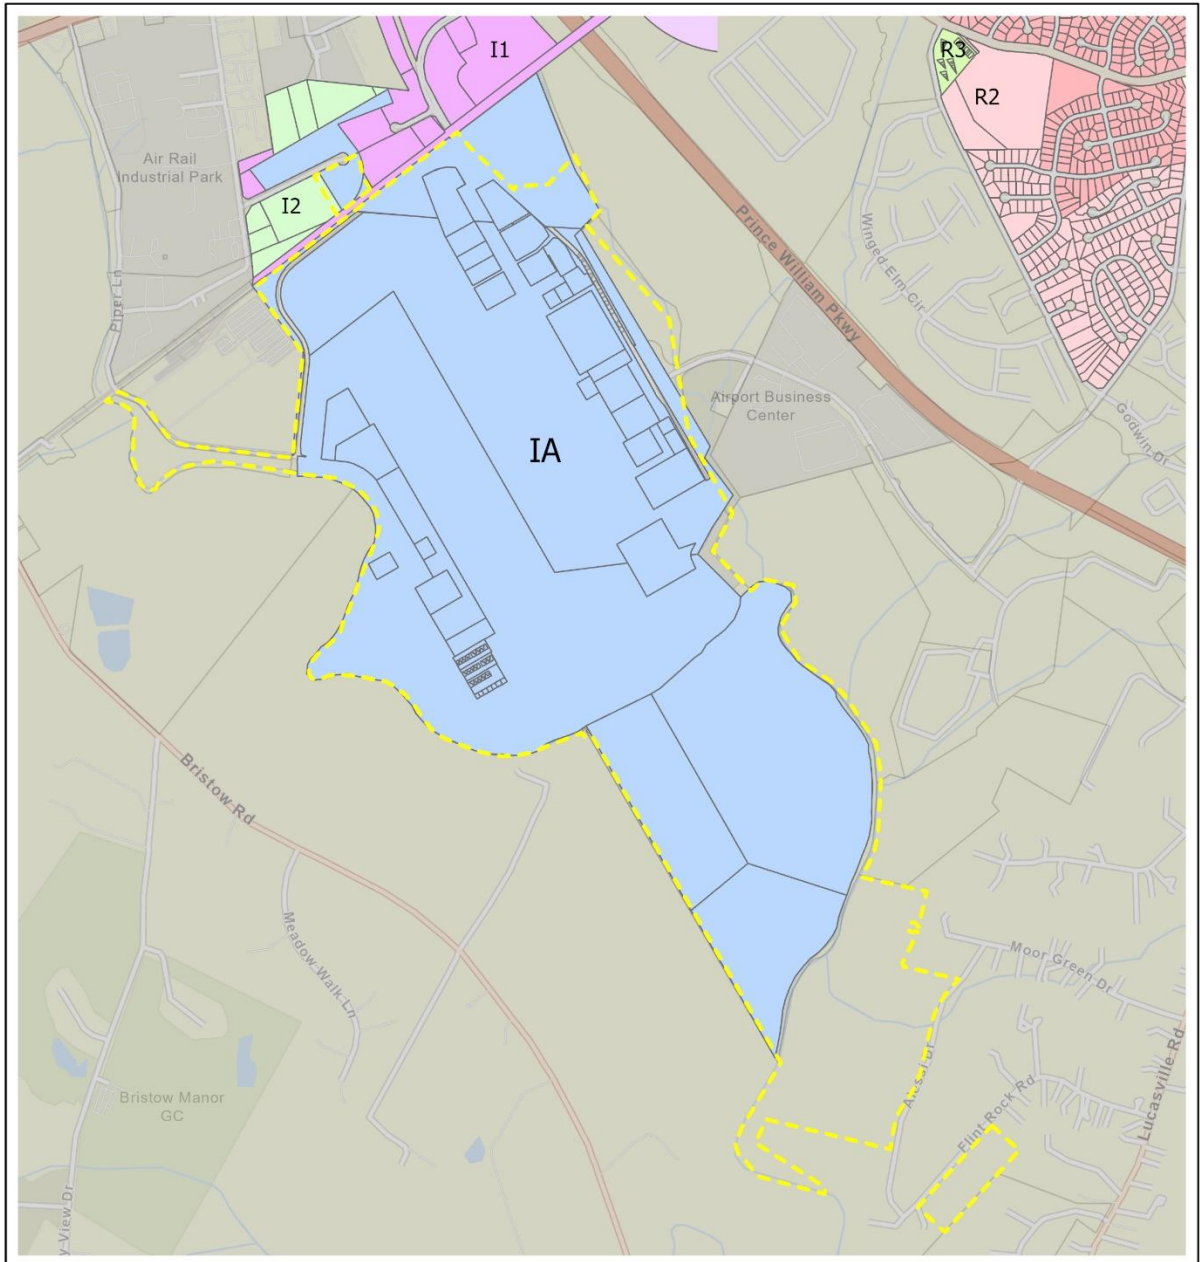 I1
R3
R2
Air Rail
Industrial Park
I2
Prince William Pkwy
Winged Elm Cir
Piper Ln
Airport Business
Center
Godwin Dr
IA
Bristow Rd
Meadow Walk Ln
Moor Green Dr
Flint Rock Rd
Lucasville Rd
Bristow Manor
GC
y View Dr